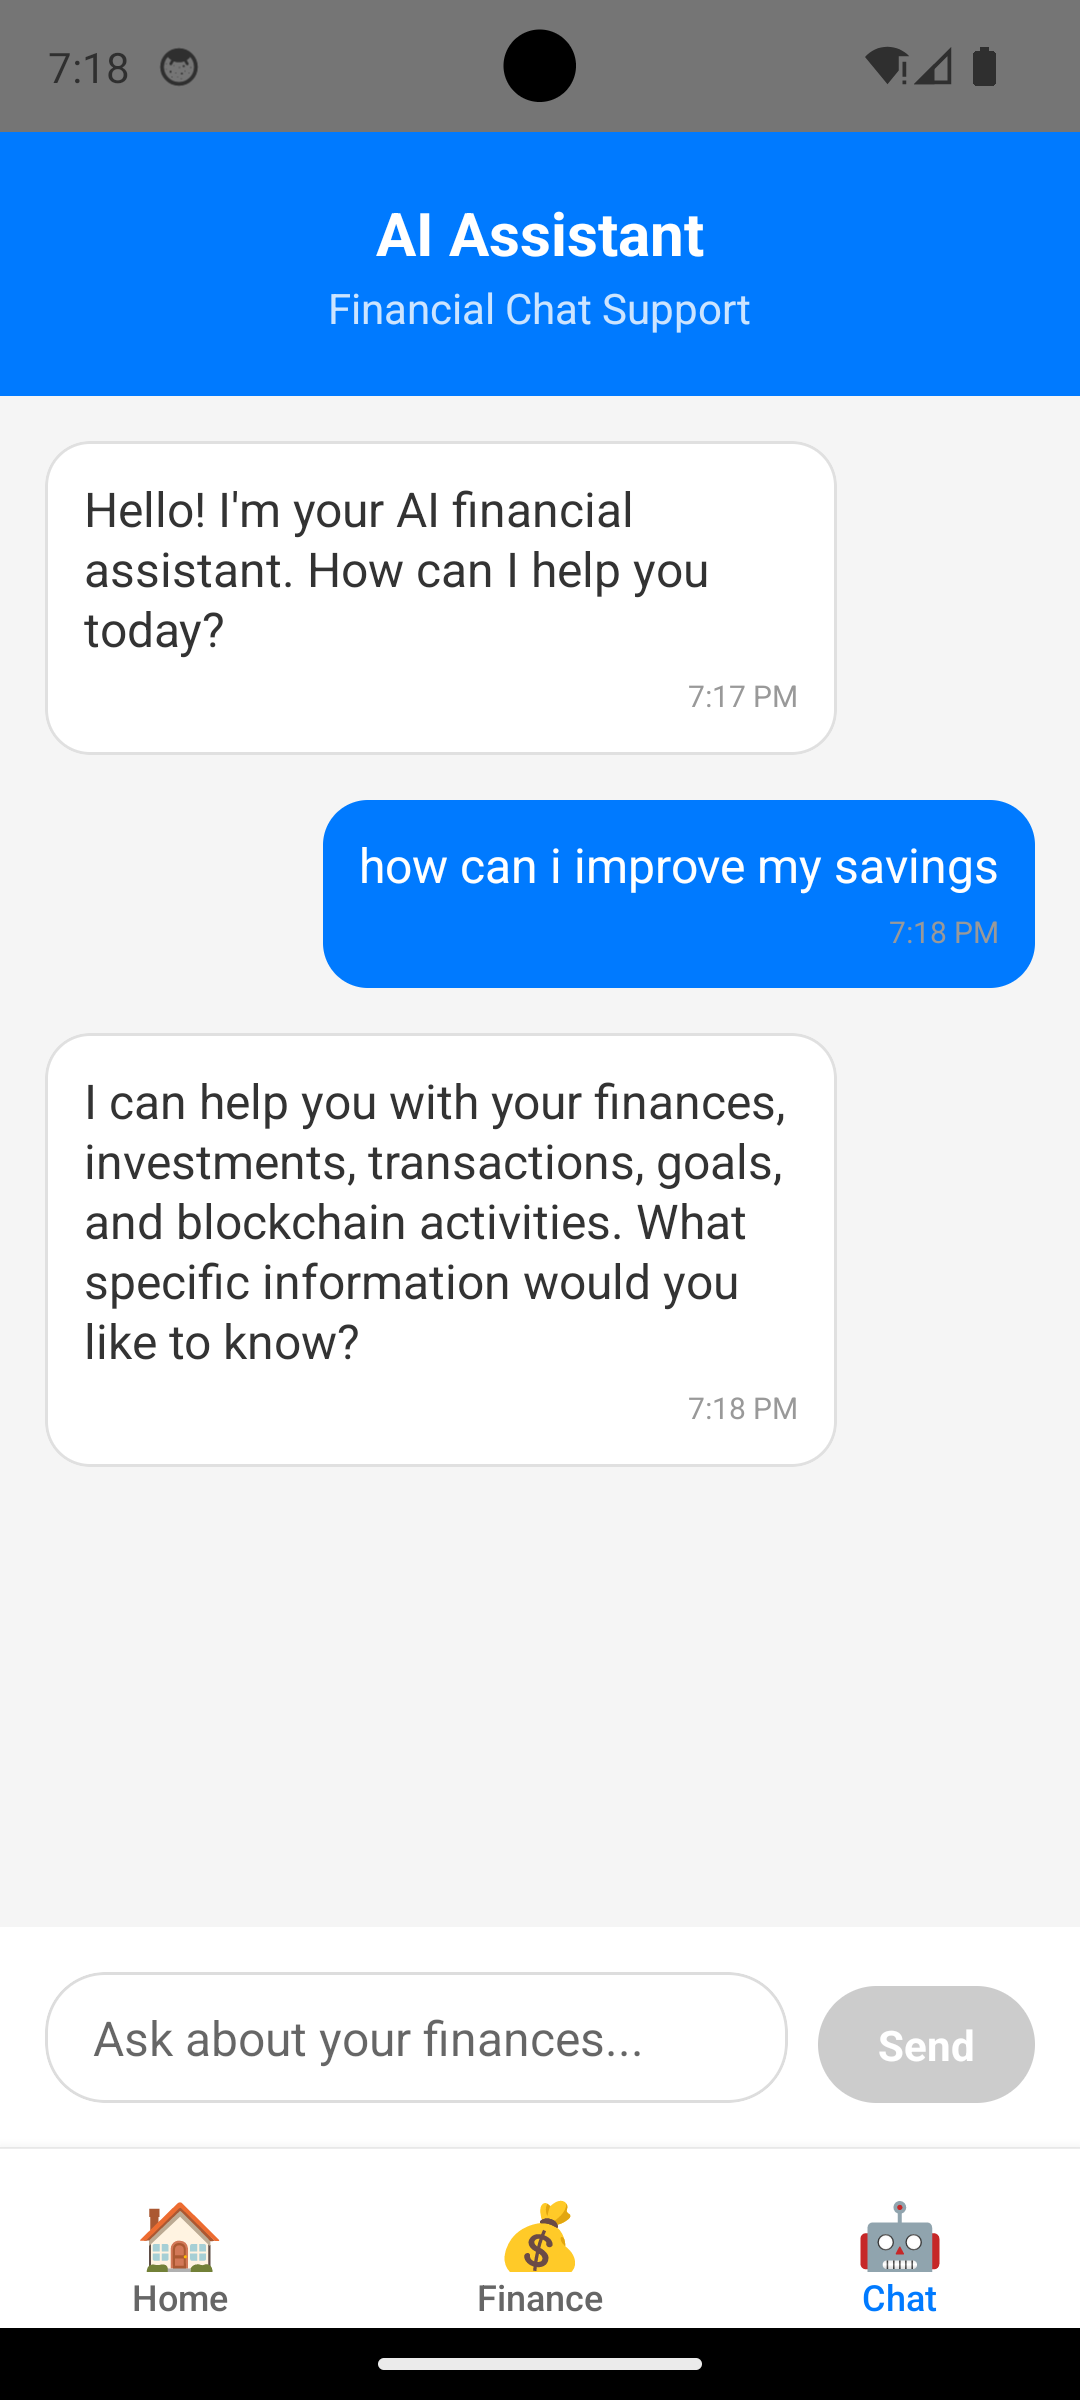 7:18
AI Assistant
Financial Chat Support
Hello! I'm your AI financial
assistant. How can I help you
today?
7:17 PM
how can i improve my savings
7:18 PM
I can help you with your finances,
investments, transactions, goals,
and blockchain activities. What
specific information would you
like to know?
7:18 PM
Ask about your finances...
Send
Home
Finance
Chat